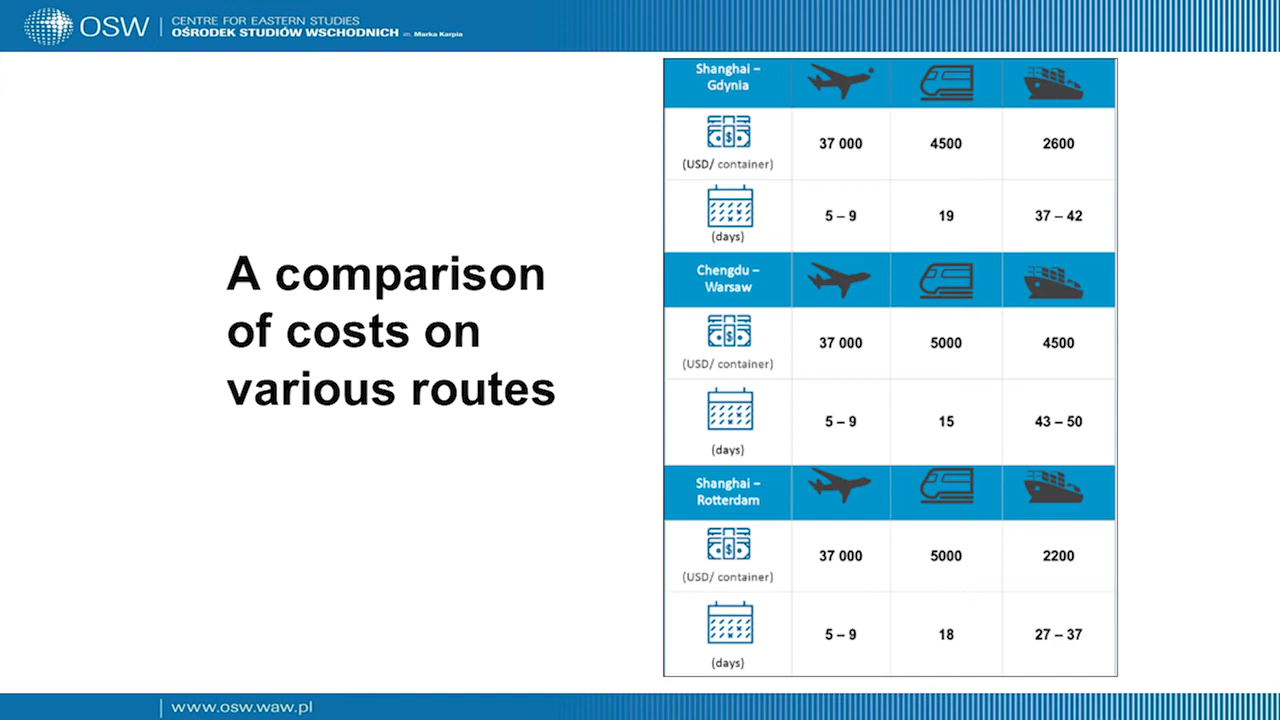 OSW
CENTRE FOR EASTERN STUDIES
OŚRODEK STUDIÓW WSCHODNICH im. Marka Karpia
A comparison
of costs on
various routes
Shanghai –
Gdynia
*
$
(USD/ container)
37 000
4500
2600
(days)
5 – 9
19
37 – 42
Chengdu –
Warsaw
$
(USD/ container)
37 000
5000
4500
(days)
5 – 9
15
43 – 50
Shanghai –
Rotterdam
$
(USD/ container)
37 000
5000
2200
(days)
5 – 9
18
27 – 37
www.osw.waw.pl